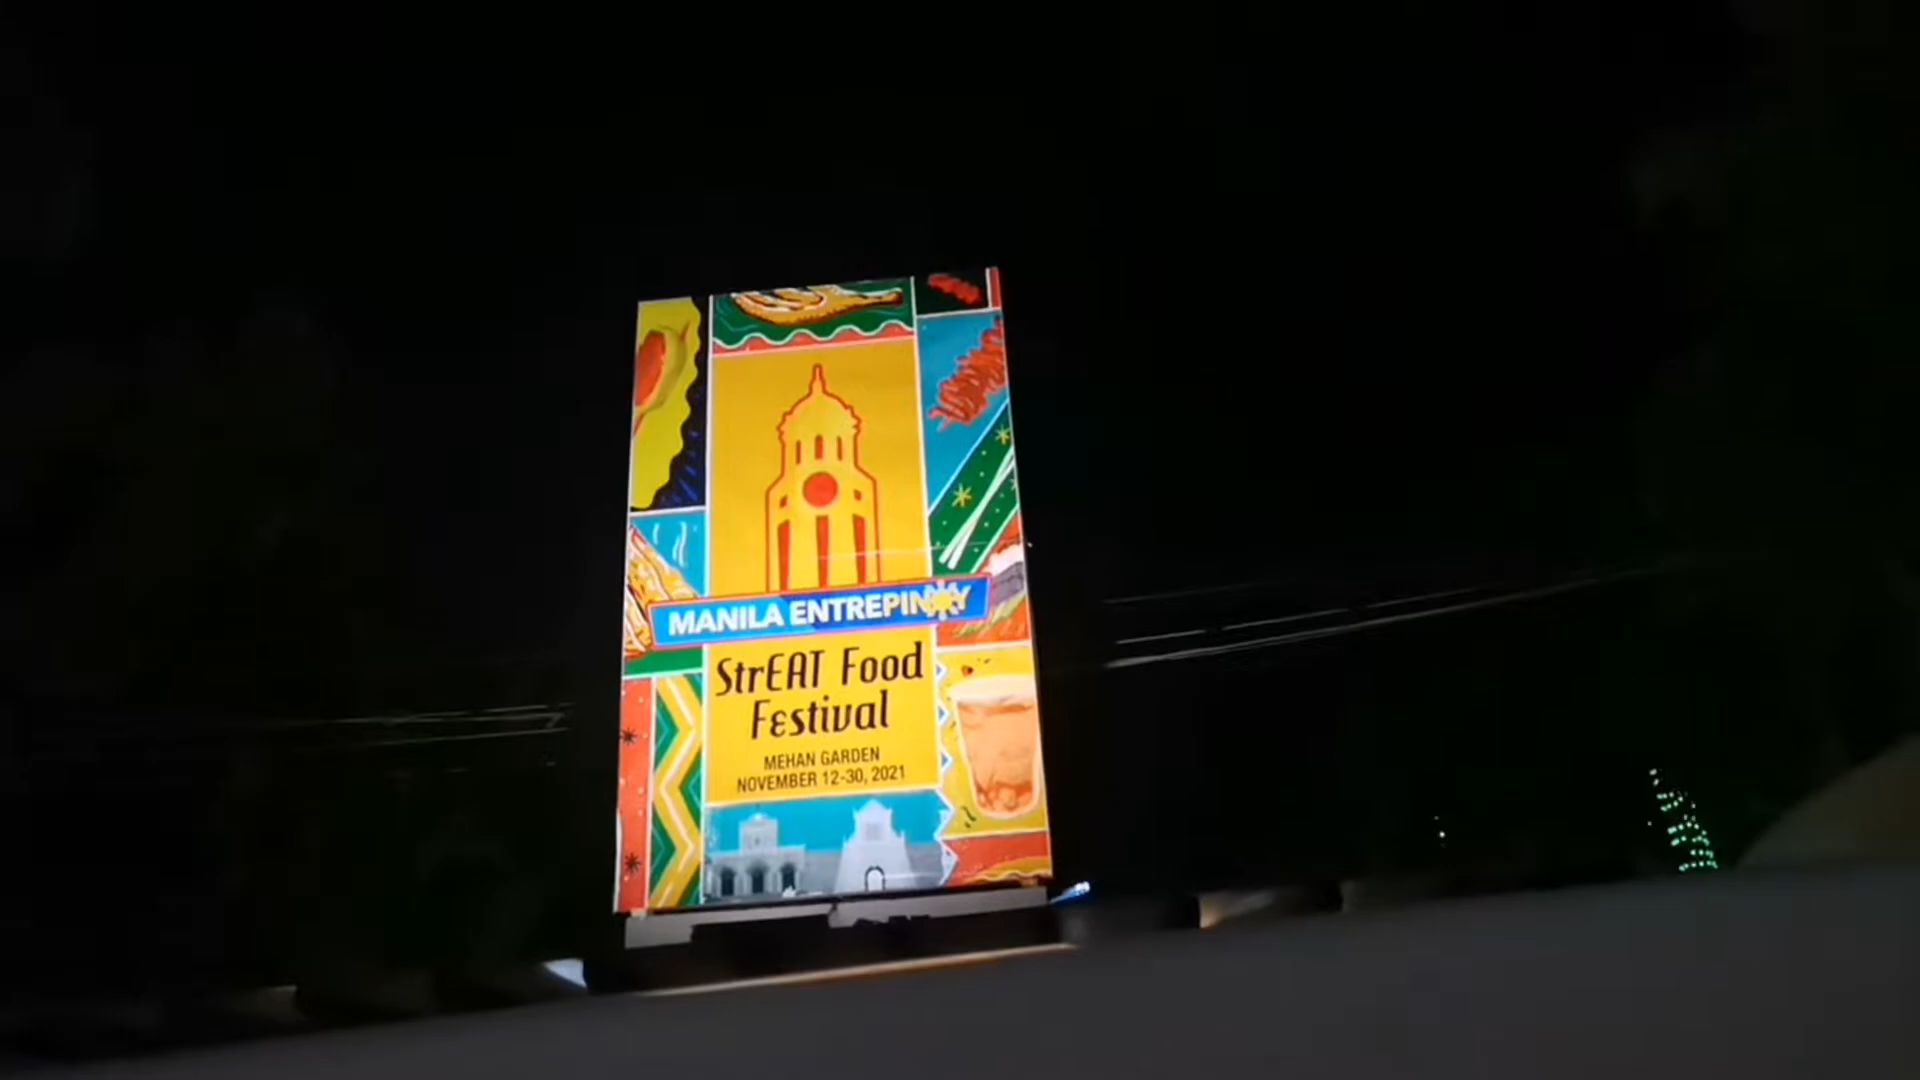 MANILA ENTREPINOY
StrEAT Food
Festival
MEHAN GARDEN
NOVEMBER 12-30, 2021